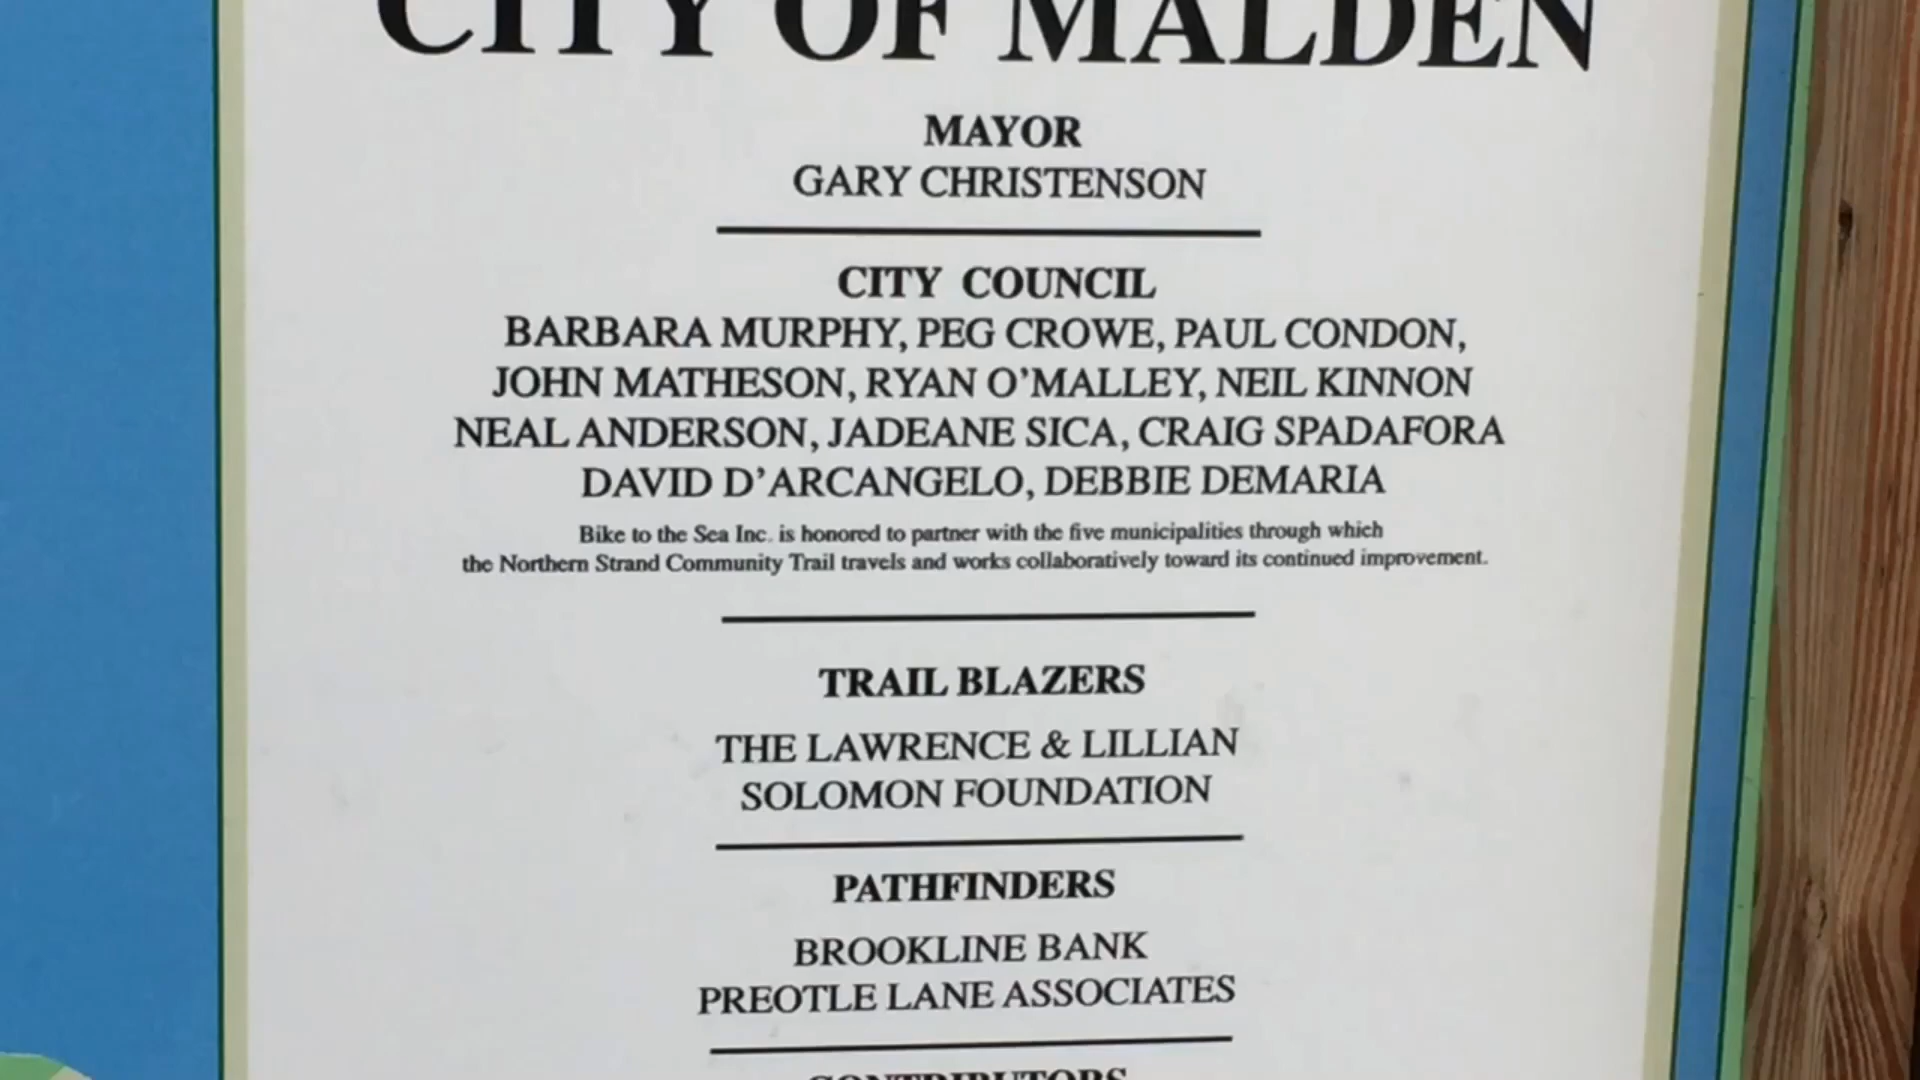 CITY OF MALDEN
MAYOR
GARY CHRISTENSON
CITY COUNCIL
BARBARA MURPHY, PEG CROWE, PAUL CONDON,
JOHN MATHESON, RYAN O’MALLEY, NEIL KINNON
NEAL ANDERSON, JADEANE SICA, CRAIG SPADAFORA
DAVID D’ARCANGELO, DEBBIE DEMARIA
Bike to the Sea Inc. is honored to partner with the five municipalities through which
the Northern Strand Community Trail travels and works collaboratively toward its continued improvement.
TRAIL BLAZERS
THE LAWRENCE & LILLIAN
SOLOMON FOUNDATION
PATHFINDERS
BROOKLINE BANK
PREOTLE LANE ASSOCIATES
CONTRIBUTORS